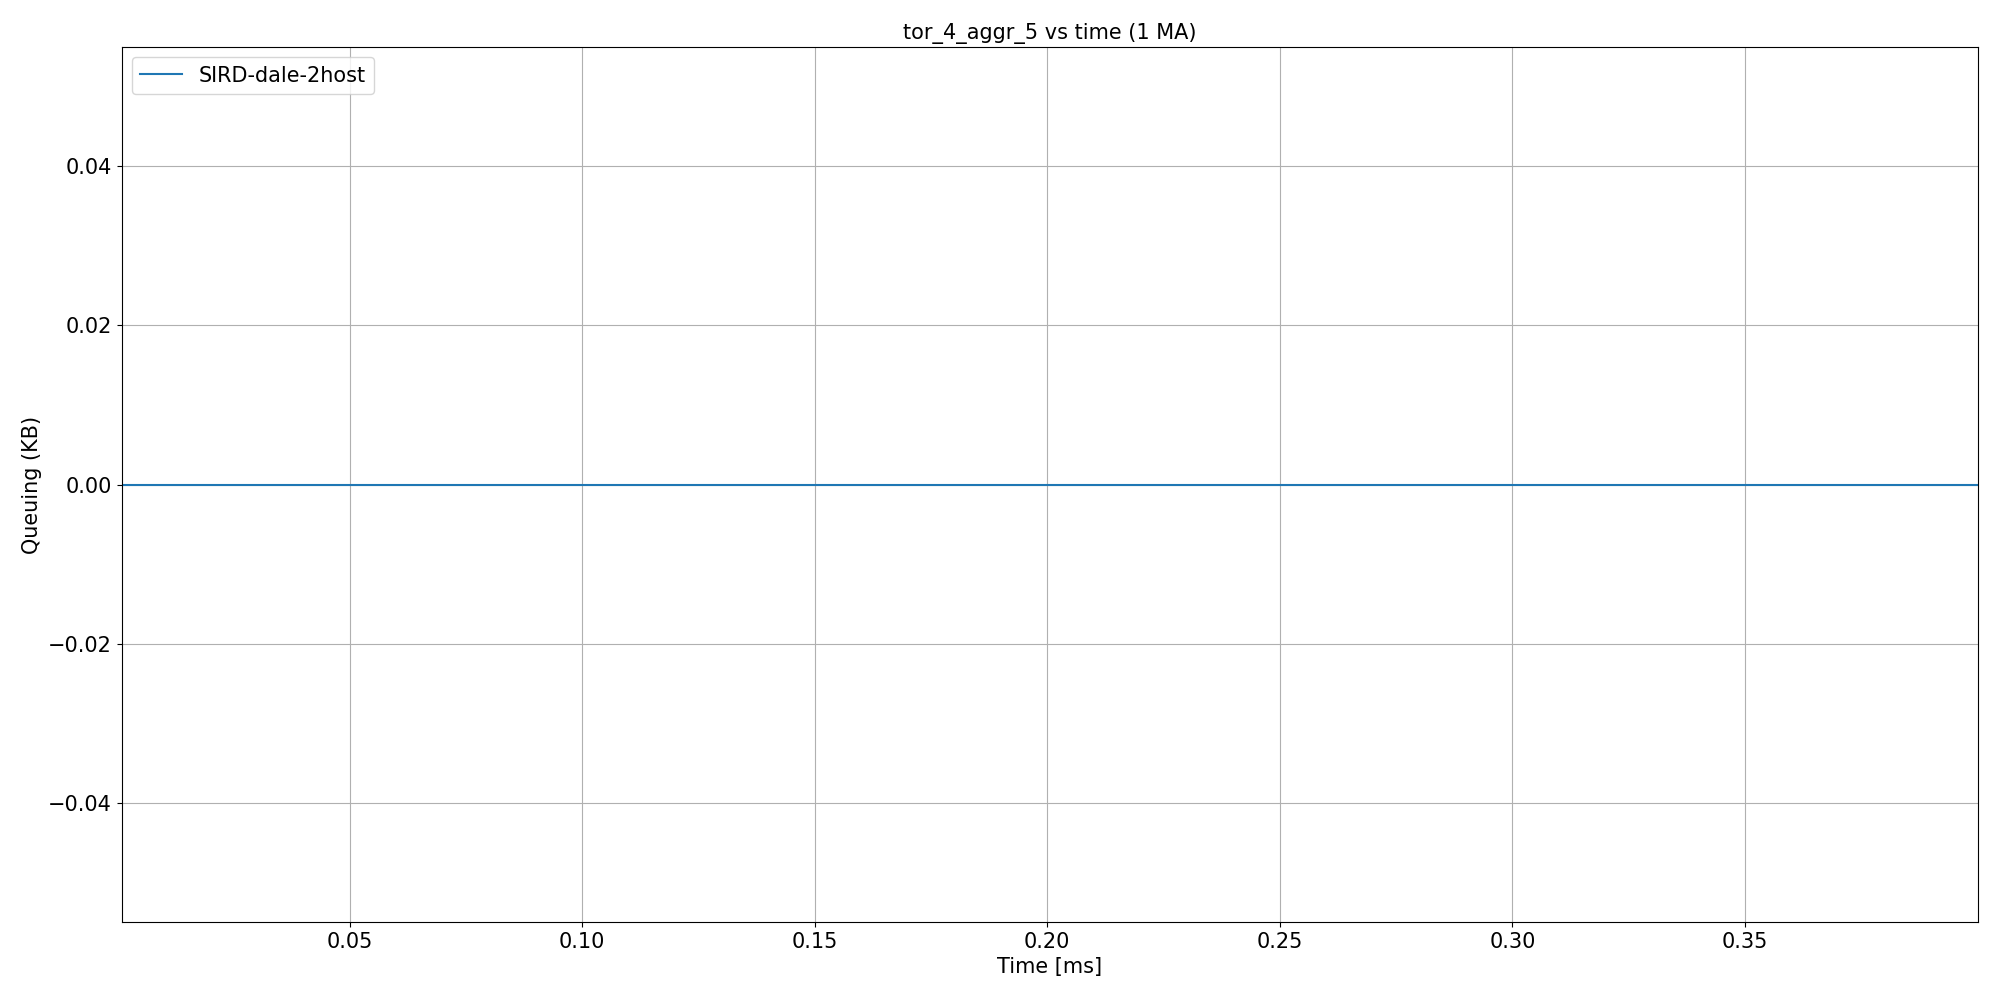 tor_4_aggr_5 vs time (1 MA)
SIRD-dale-2host
0.04
0.02
0.00
−0.02
−0.04
Queuing (KB)
0.05 0.10 0.15 0.20 0.25 0.30 0.35
Time [ms]